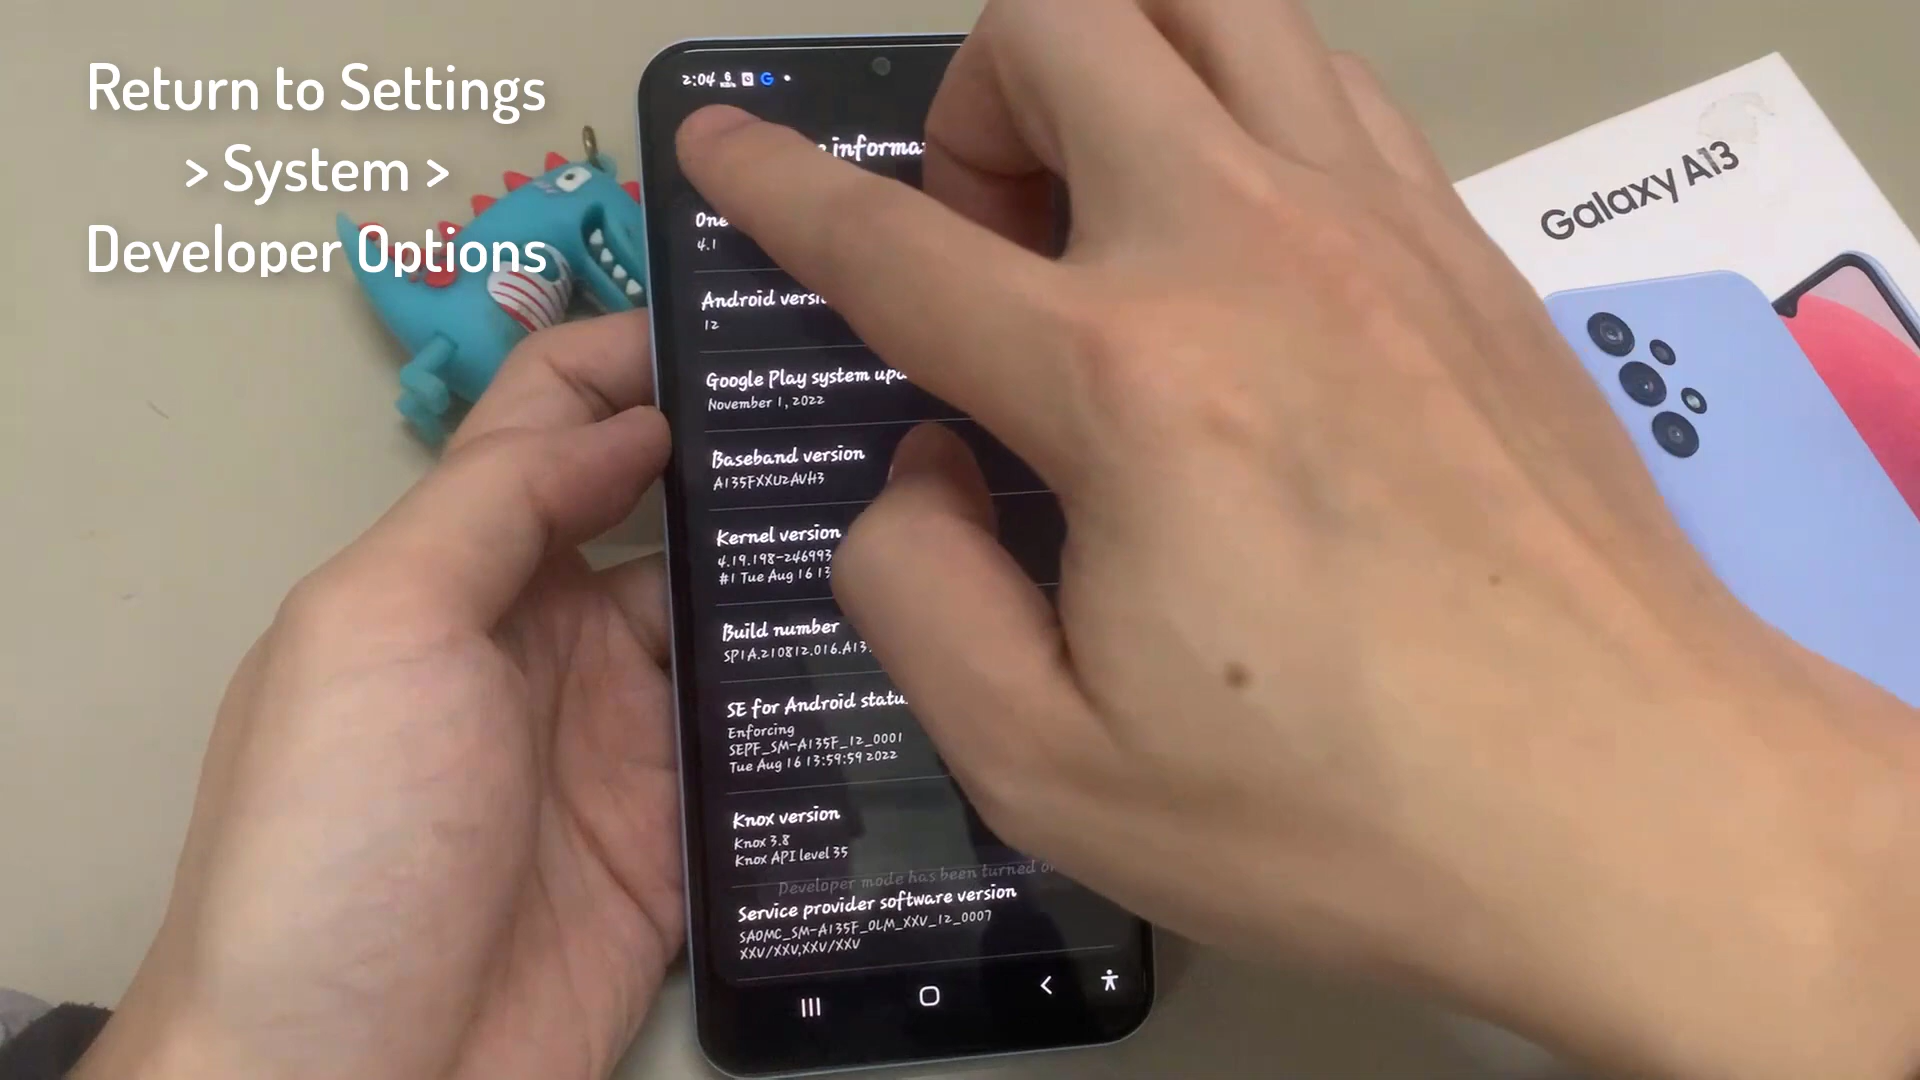 Return to Settings
> System >
Developer Options
2:04 6 KB/s G
informa
One
4.1
Android versi
12
Google Play system upd
November 1, 2022
Baseband version
A135FXXU2AVH3
Kernel version
4.19.198-246993
#1 Tue Aug 16 13
Build number
SP1A.210812.016.A13
SE for Android statu
Enforcing
SEPF_SM-A135F_12_0001
Tue Aug 16 13:59:59 2022
Knox version
Knox 3.8
Knox API level 35
Developer mode has been turned o
Service provider software version
SAOMC_SM-A135F_OLM_XXV_12_0007
XXV/XXV,XXV/XXV
Galaxy A13